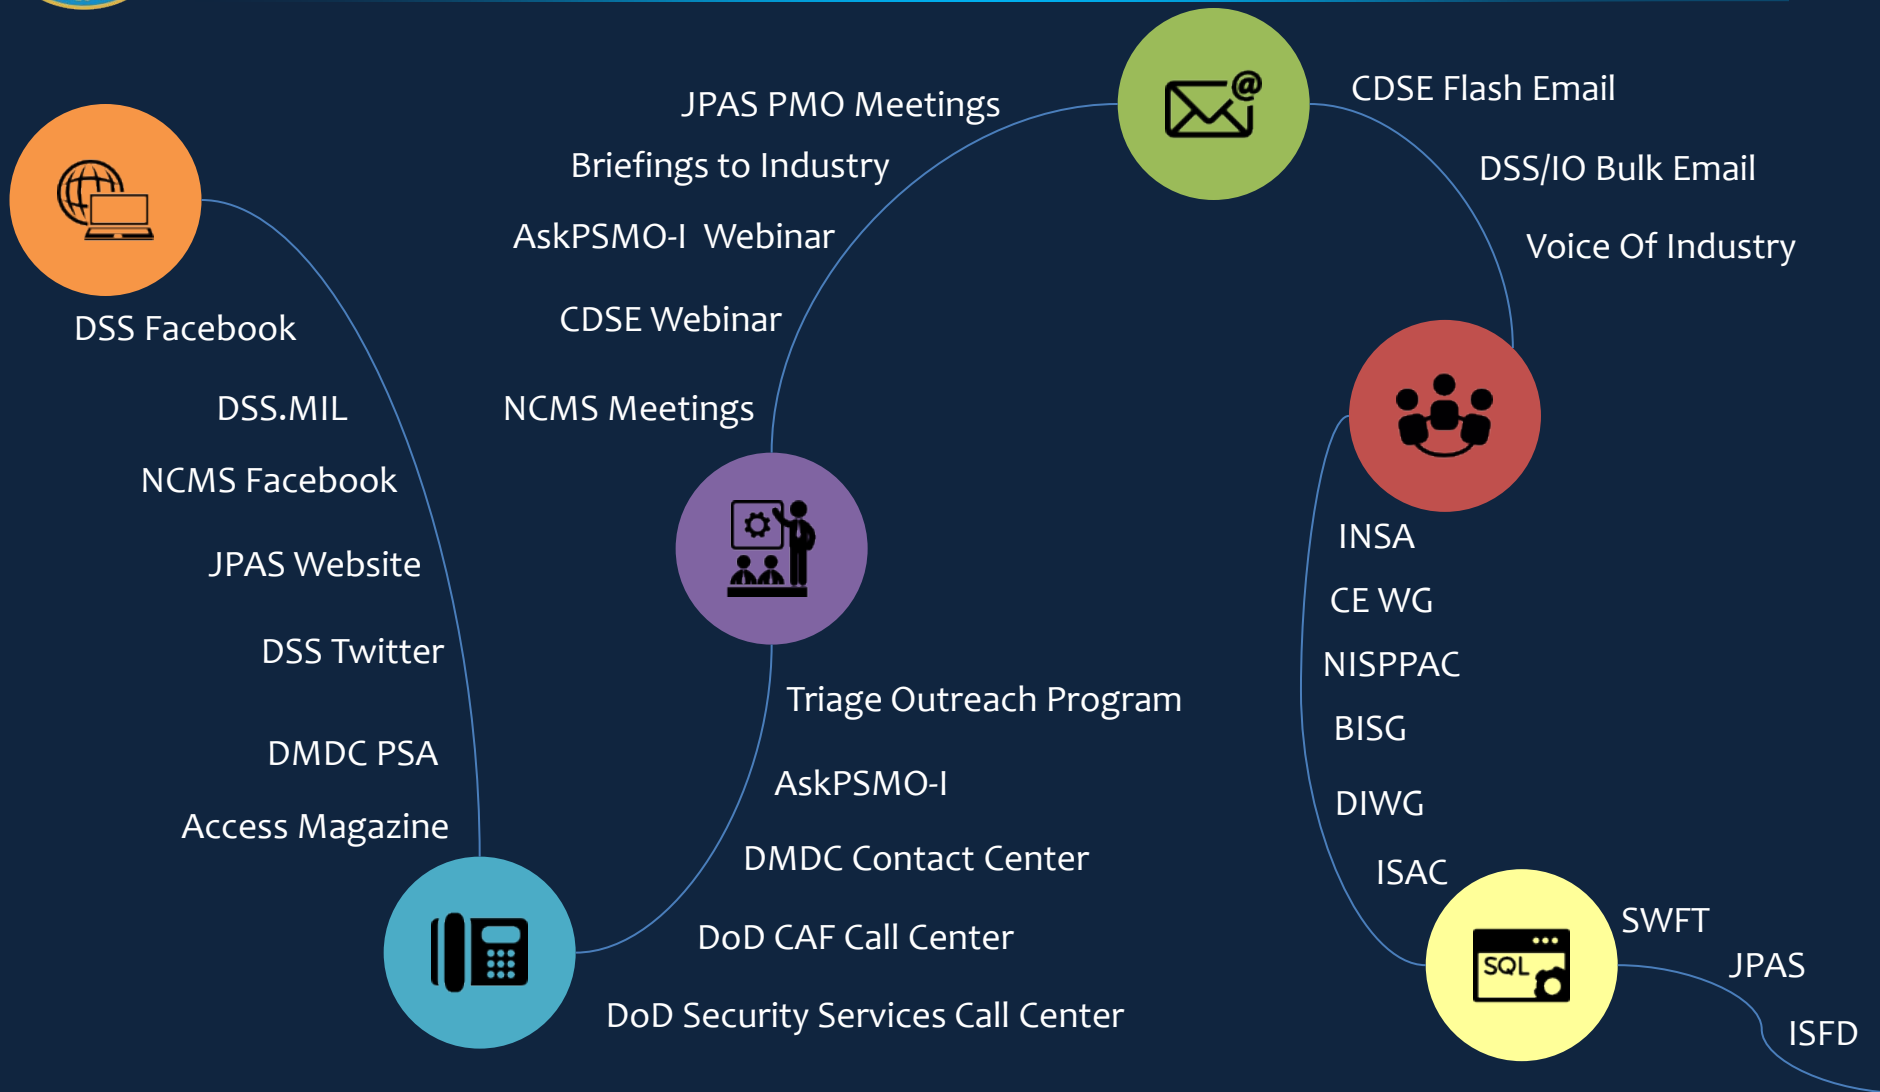 DSS Facebook
DSS.MIL
NCMS Facebook
JPAS Website
DSS Twitter
DMDC PSA
Access Magazine
Triage Outreach Program
AskPSMO-I
DMDC Contact Center
DoD CAF Call Center
DoD Security Services Call Center
JPAS PMO Meetings
Briefings to Industry
AskPSMO-I  Webinar
CDSE Webinar
NCMS Meetings
@
CDSE Flash Email
DSS/IO Bulk Email
Voice Of Industry
INSA
CE WG
NISPPAC
BISG
DIWG
ISAC
SQL
SWFT
JPAS
ISFD